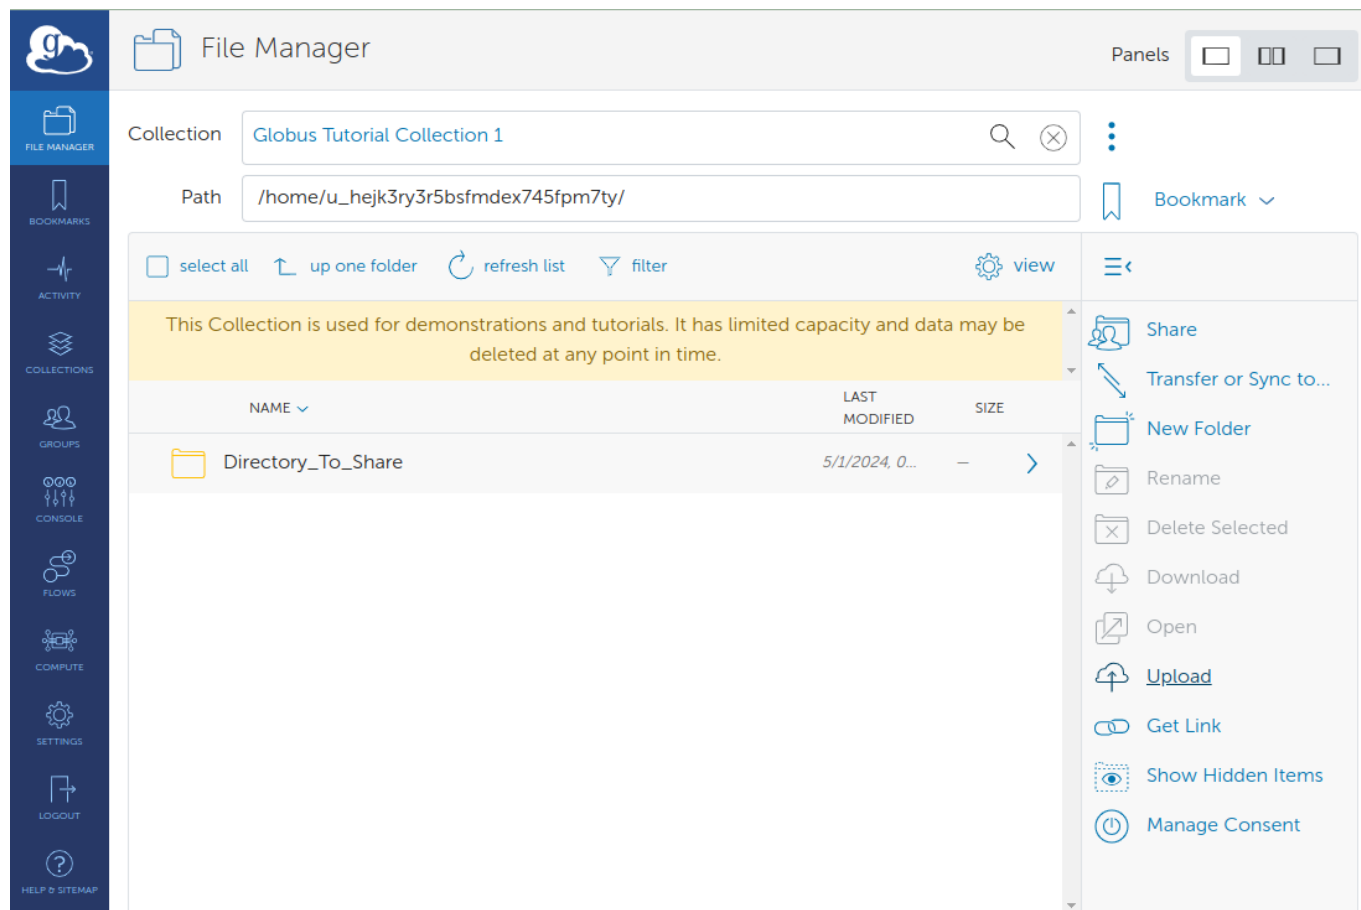 g
File Manager
Panels
FILE MANAGER
BOOKMARKS
ACTIVITY
COLLECTIONS
GROUPS
CONSOLE
FLOWS
COMPUTE
SETTINGS
LOGOUT
HELP & SITEMAP
Collection
Globus Tutorial Collection 1
Path
/home/u_hejk3ry3r5bsfmdex745fpm7ty/
Bookmark
select all
up one folder
refresh list
filter
view
This Collection is used for demonstrations and tutorials. It has limited capacity and data may be
deleted at any point in time.
NAME
LAST
MODIFIED
SIZE
Directory_To_Share
5/1/2024, 0...
—
Share
Transfer or Sync to...
New Folder
Rename
Delete Selected
Download
Open
Upload
Get Link
Show Hidden Items
Manage Consent